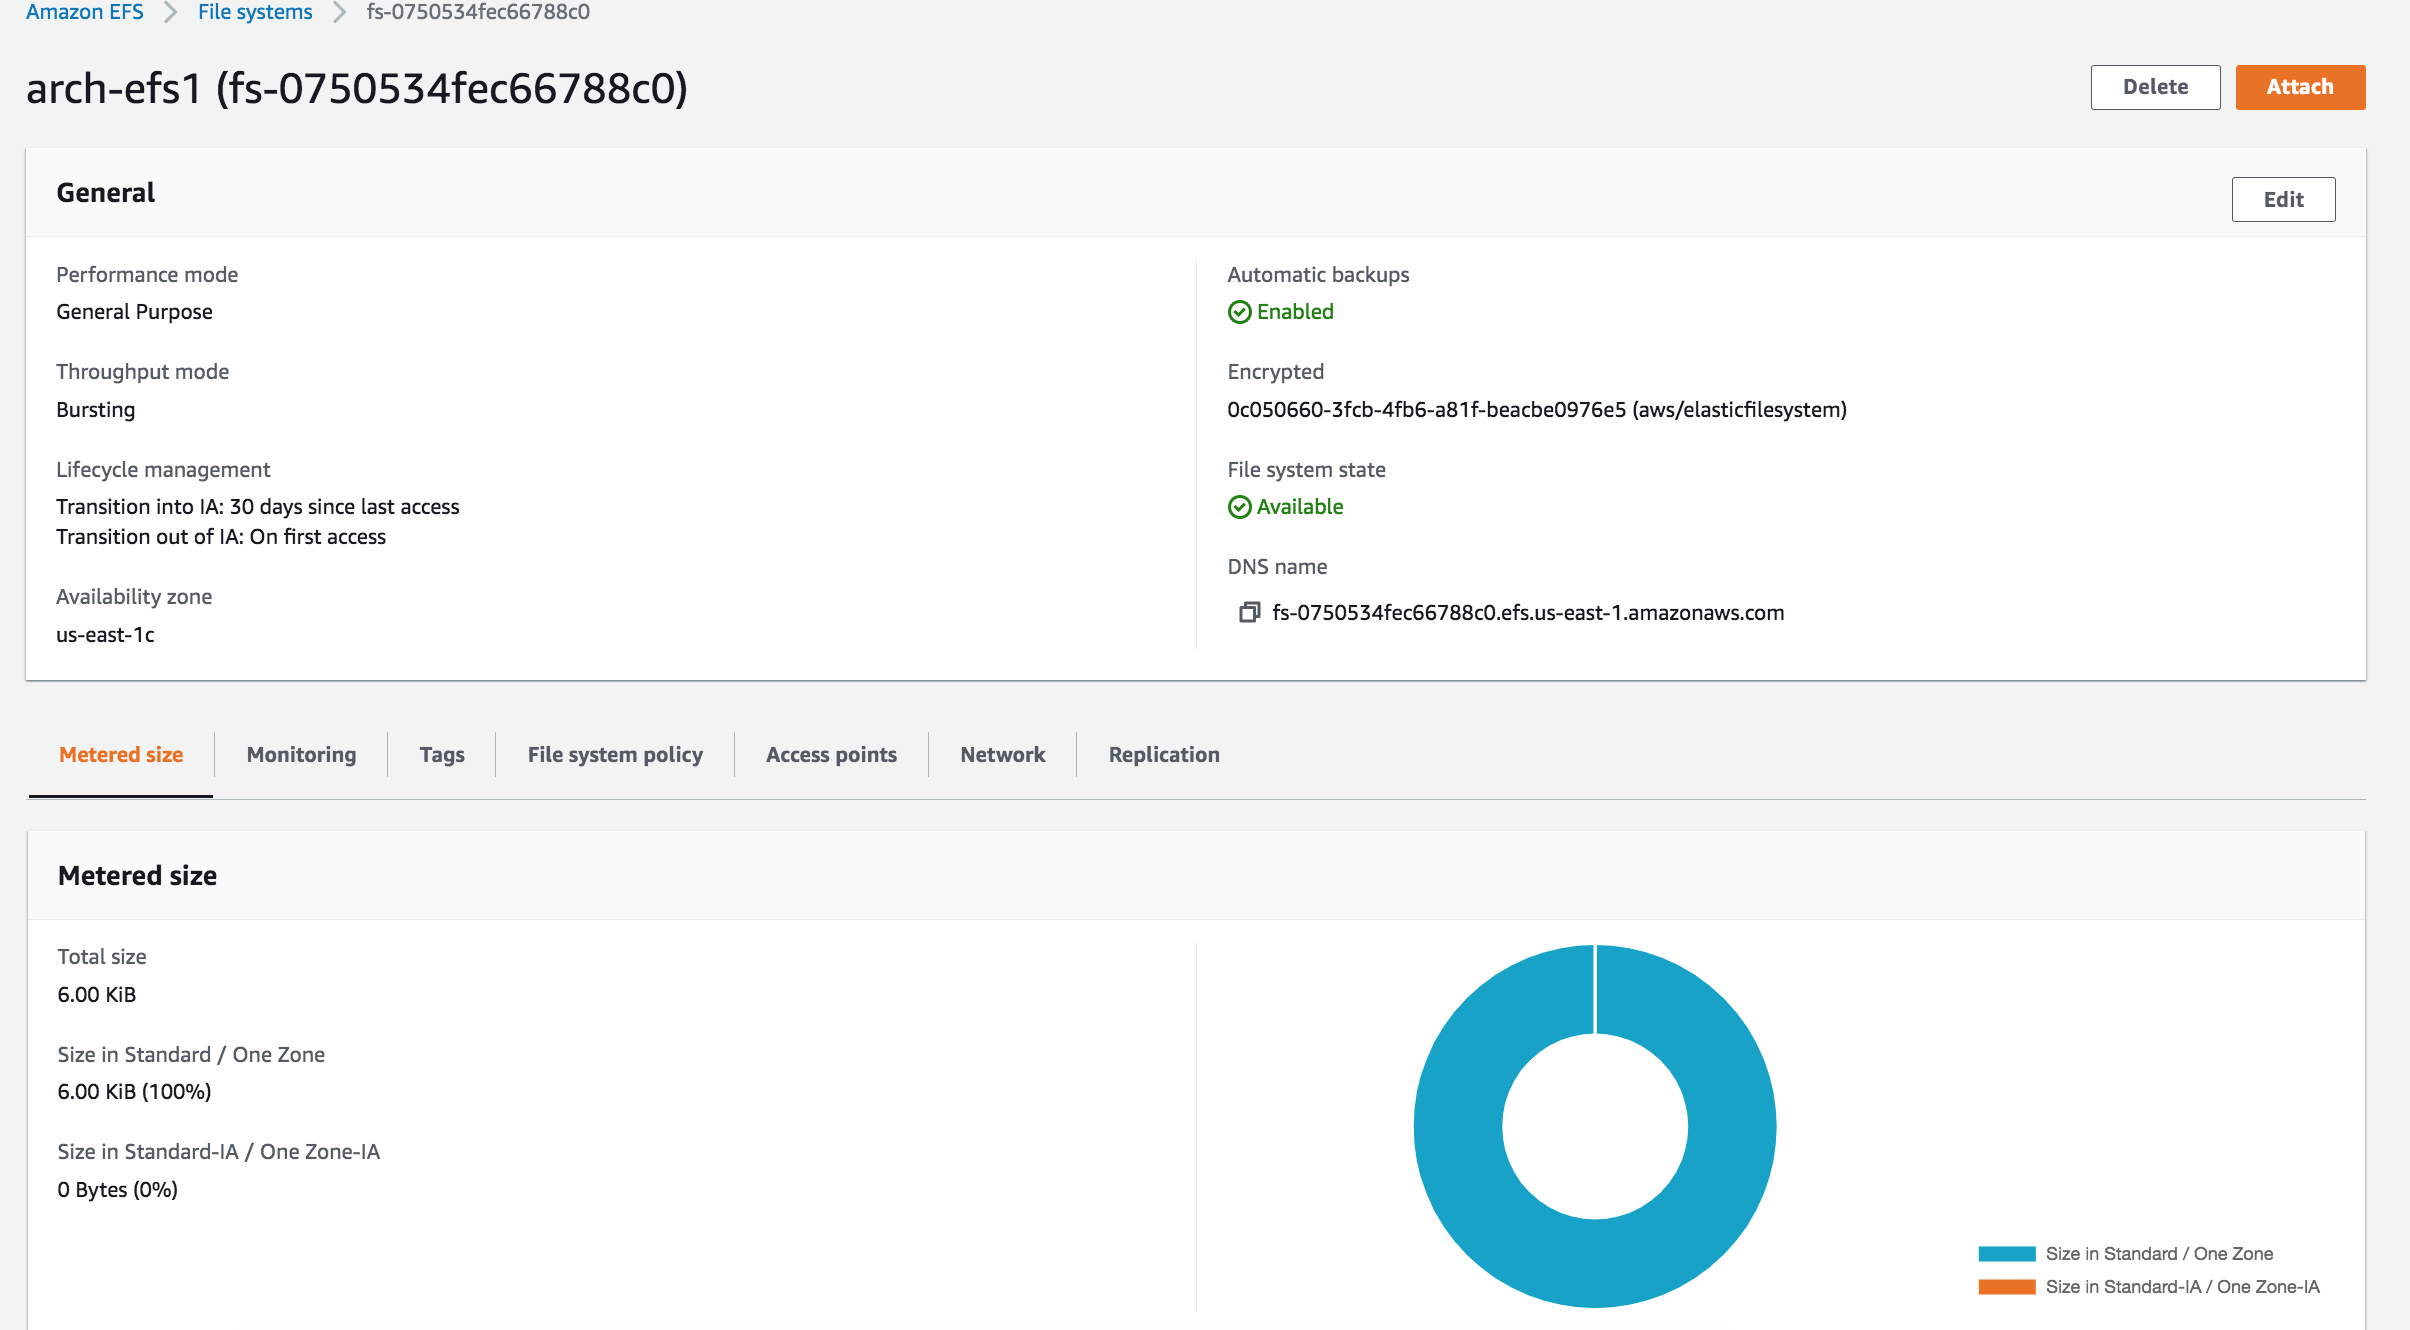 Amazon EFS > File systems > fs-0750534fec66788c0
arch-efs1 (fs-0750534fec66788c0)
Delete
Attach
General
Edit
Performance mode
General Purpose
Throughput mode
Bursting
Lifecycle management
Transition into IA: 30 days since last access
Transition out of IA: On first access
Availability zone
us-east-1c
Automatic backups
Enabled
Encrypted
0c050660-3fcb-4fb6-a81f-beacbe0976e5 (aws/elasticfilesystem)
File system state
Available
DNS name
fs-0750534fec66788c0.efs.us-east-1.amazonaws.com
Metered size
Monitoring
Tags
File system policy
Access points
Network
Replication
Metered size
Total size
6.00 KiB
Size in Standard / One Zone
6.00 KiB (100%)
Size in Standard-IA / One Zone-IA
0 Bytes (0%)
Size in Standard / One Zone
Size in Standard-IA / One Zone-IA